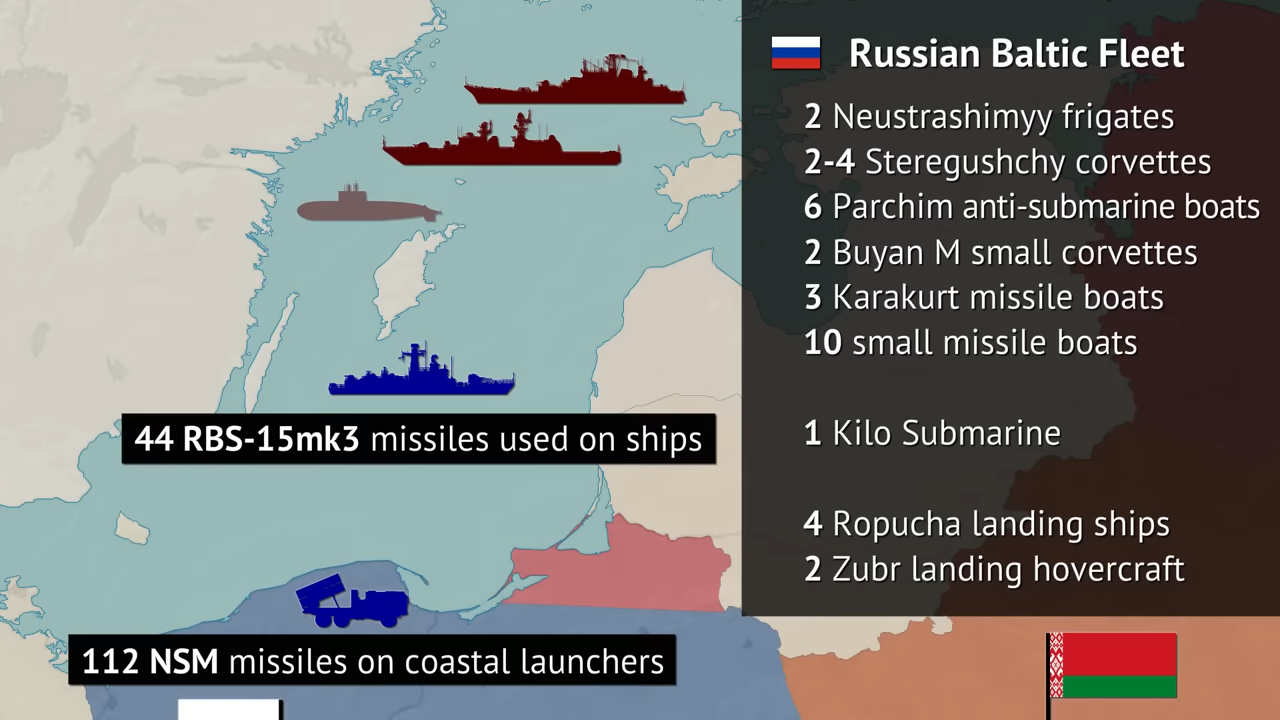 Russian Baltic Fleet
2 Neustrashimyy frigates
2-4 Steregushchy corvettes
6 Parchim anti-submarine boats
2 Buyan M small corvettes
3 Karakurt missile boats
10 small missile boats
1 Kilo Submarine
4 Ropucha landing ships
2 Zubr landing hovercraft
44 RBS-15mk3 missiles used on ships
112 NSM missiles on coastal launchers